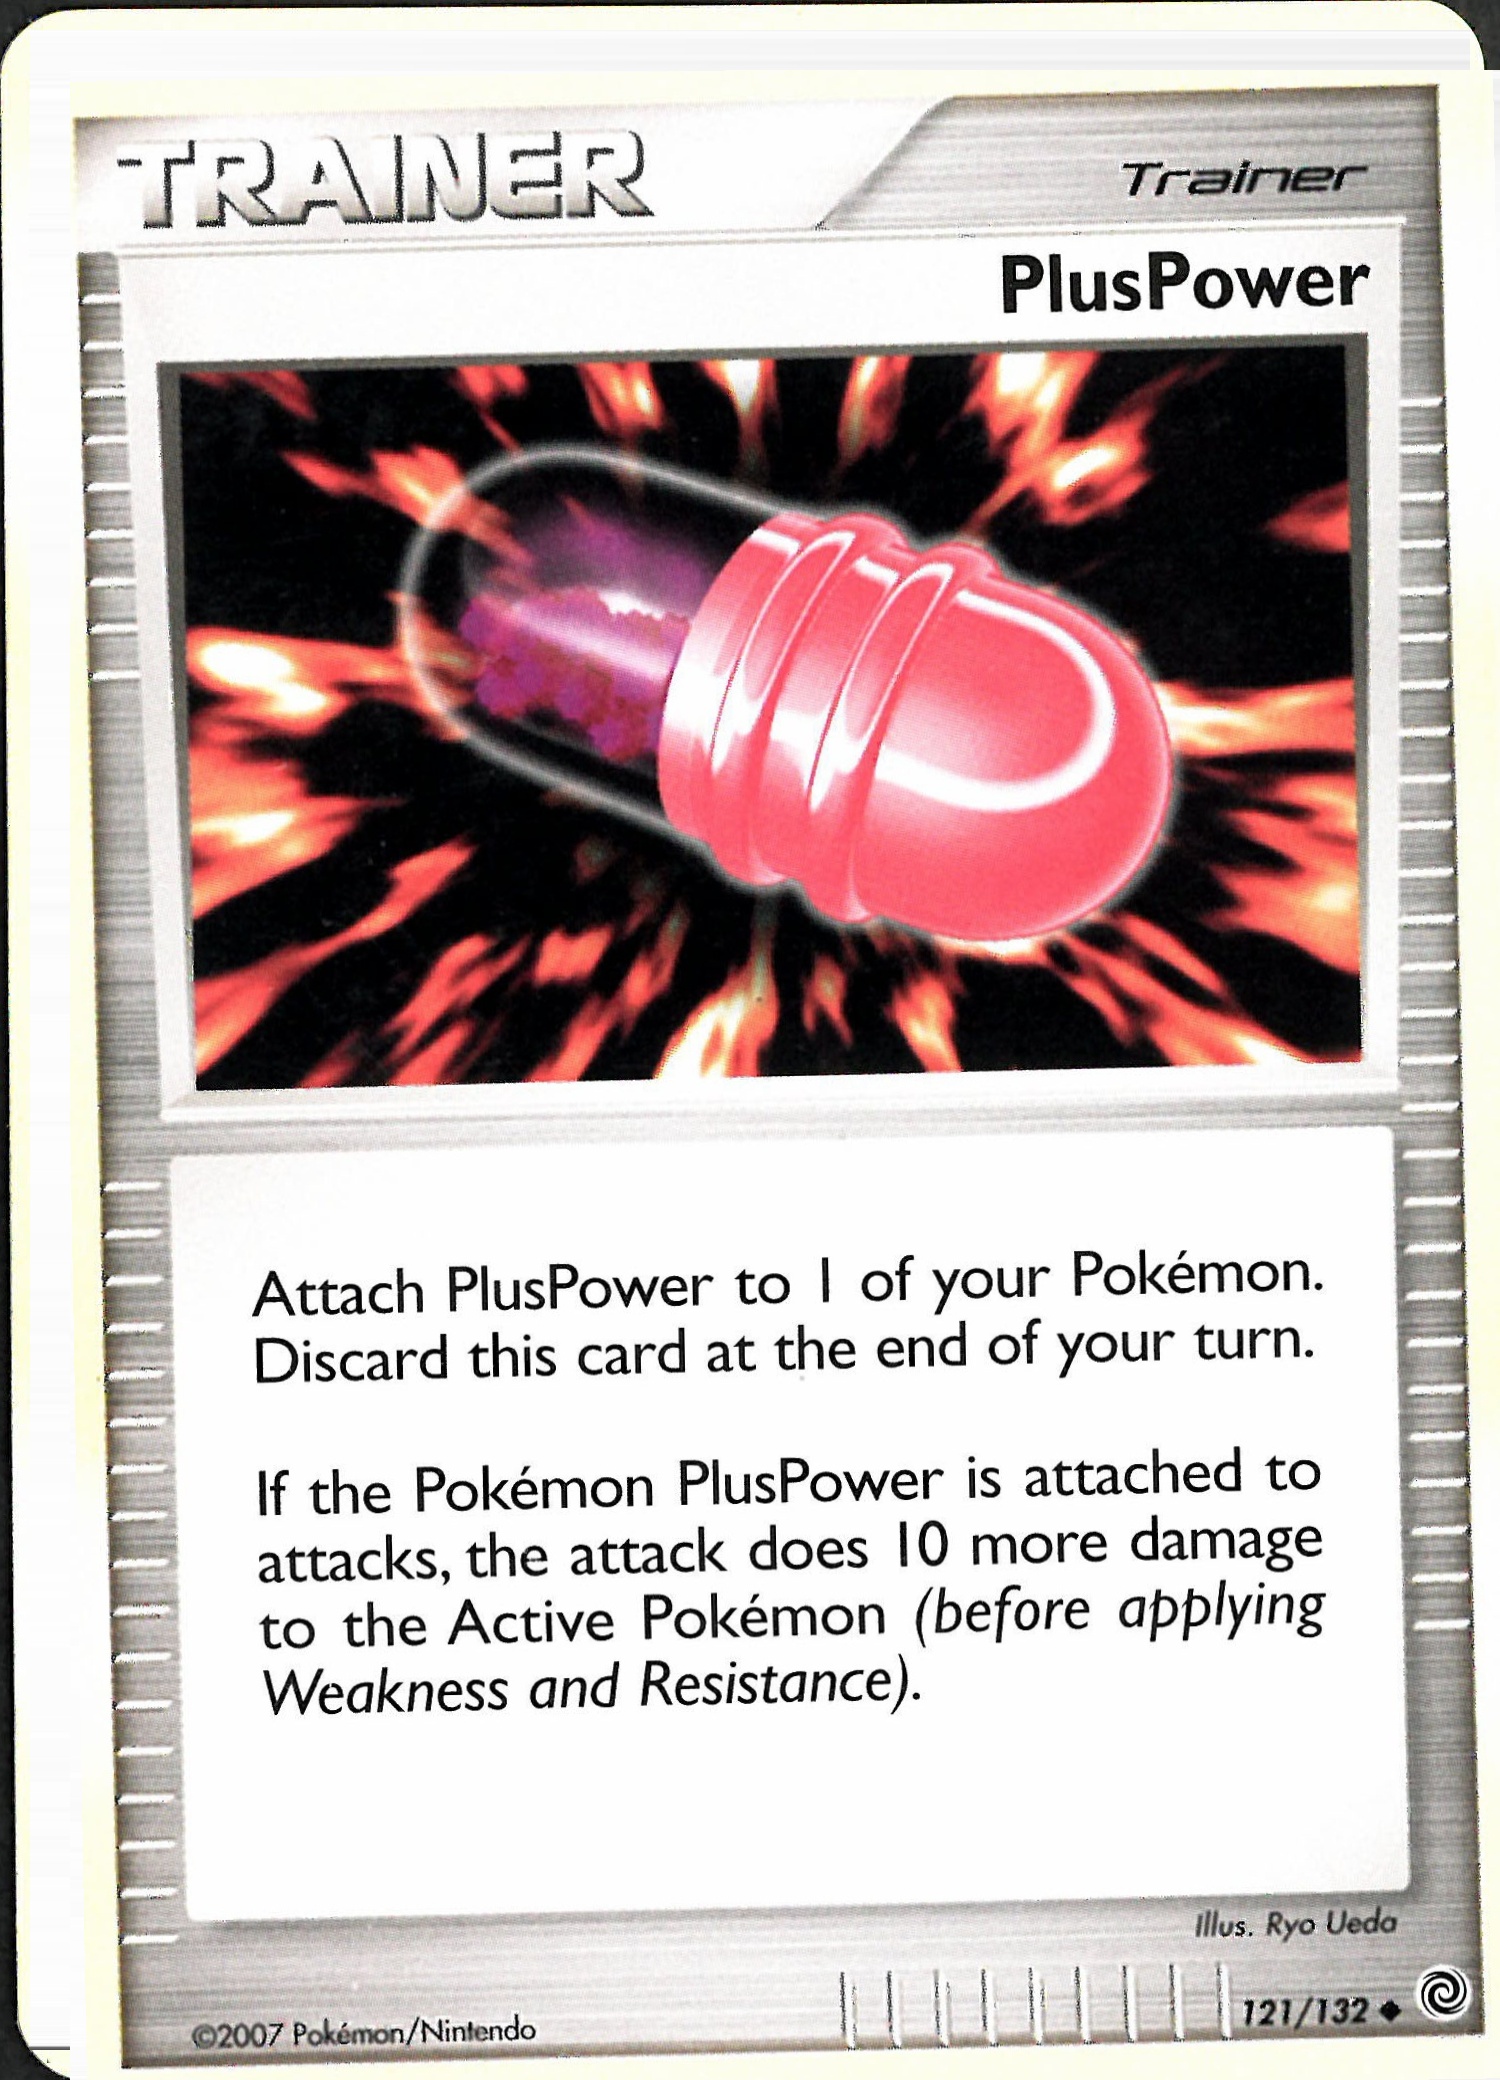 TRAINER
Trainer
PlusPower
Attach PlusPower to 1 of your Pokémon.
Discard this card at the end of your turn.
If the Pokémon PlusPower is attached to
attacks, the attack does 10 more damage
to the Active Pokémon (before applying
Weakness and Resistance).
Illus. Ryo Ueda
©2007 Pokémon/Nintendo
121/132